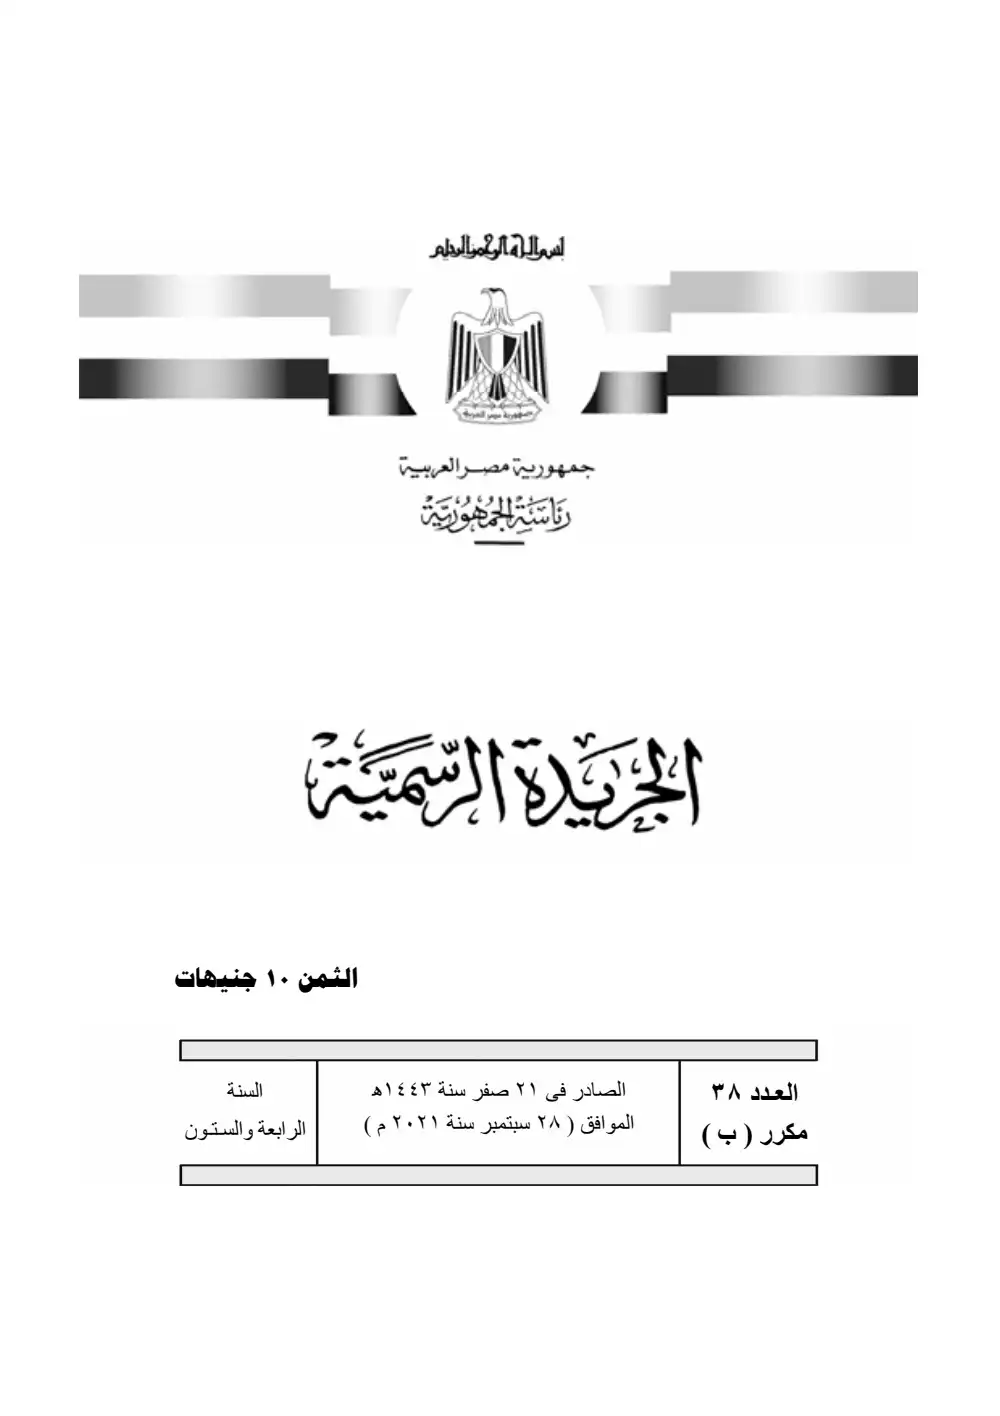 بسم الله الرحمن الرحيم
جمهورية مصر العربية
جمهورية مصر العربية
رئاسة الجمهورية
الجريدة الرسمية
الثمن ١٠ جنيهات
العدد ٣٨
مكرر ( ب )
الصادر فى ٢١ صفر سنة ١٤٤٣هـ
الموافق ( ٢٨ سبتمبر سنة ٢٠٢١ م )
السنة
الرابعة والستون